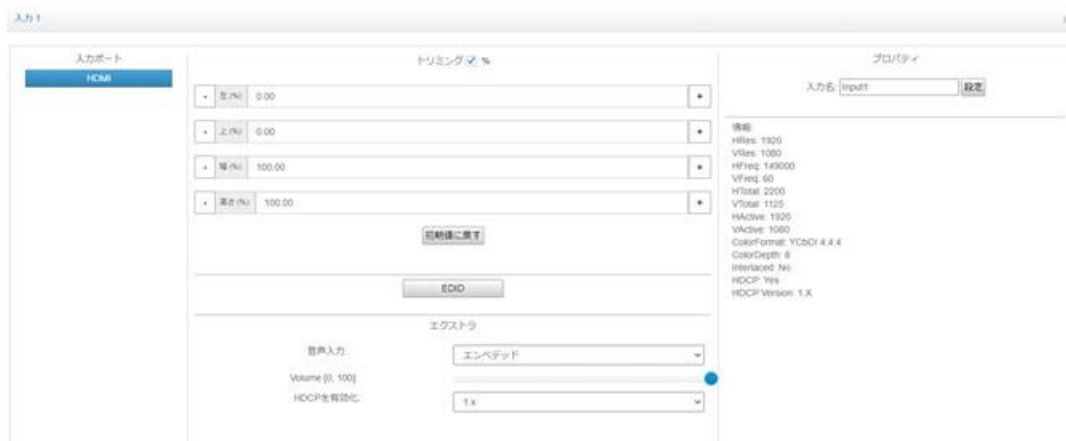 入力 1
入力ポート
HDMI
トリミング %
- 左 (%) 0.00 +
- 上 (%) 0.00 +
- 幅 (%) 100.00 +
- 高さ (%) 100.00 +
初期値に戻す
EDID
エクストラ
音声入力: エンベデッド
Volume [0, 100]:
HDCPを有効化: 1.x
プロパティ
入力名: input1 設定
情報:
HRes: 1920
VRes: 1080
HFreq: 149000
VFreq: 60
HTotal: 2200
VTotal: 1125
HActive: 1920
VActive: 1080
ColorFormat: YCbCr 4:4:4
ColorDepth: 8
Interlaced: No
HDCP: Yes
HDCP Version: 1.X